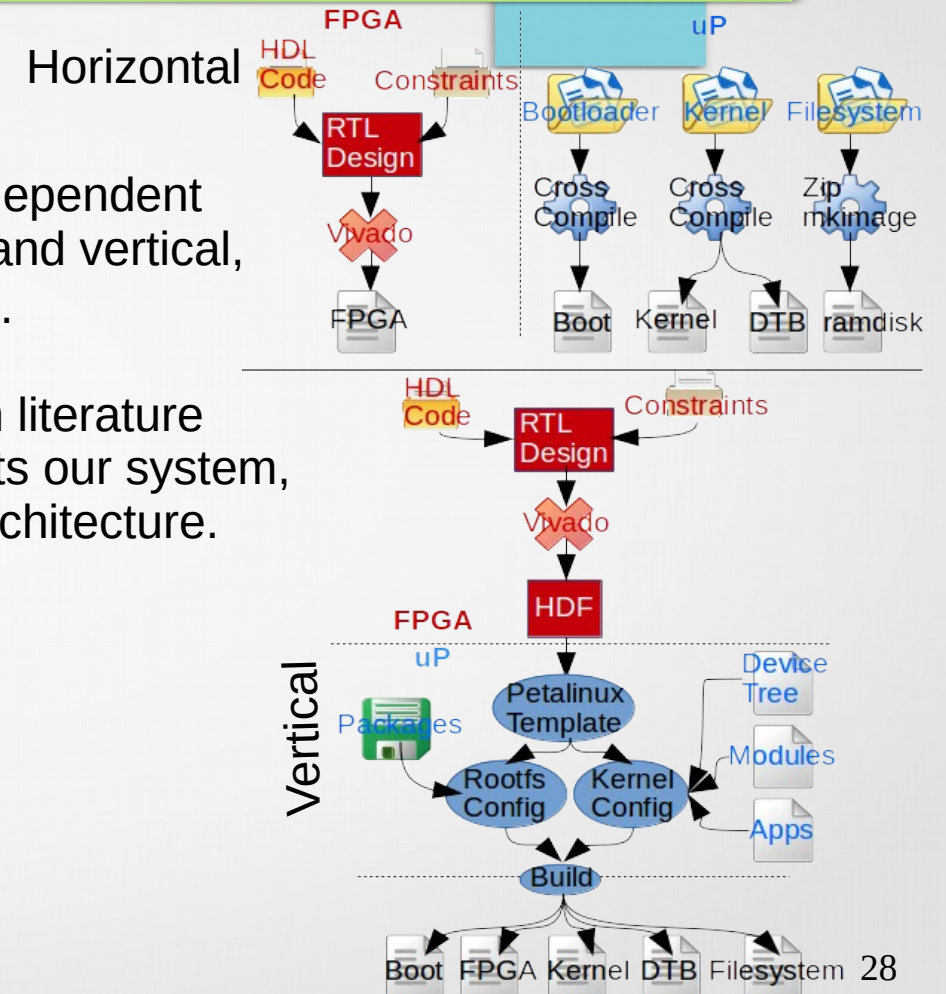 Horizontal
ependent
and vertical,
.
literature
ts our system,
chitecture.
FPGA
HDL
Code
Constraints
RTL
Design
Vivado
FPGA
uP
Bootloader
Kernel
Filesystem
Cross
Compile
Cross
Compile
Zip
mkimage
Boot
Kernel
DTB
ramdisk
Vertical
HDL
Code
Constraints
RTL
Design
Vivado
HDF
FPGA
uP
Petalinux
Template
Packages
Device
Tree
Modules
Apps
Rootfs
Config
Kernel
Config
Build
Boot
FPGA
Kernel
DTB
Filesystem
28